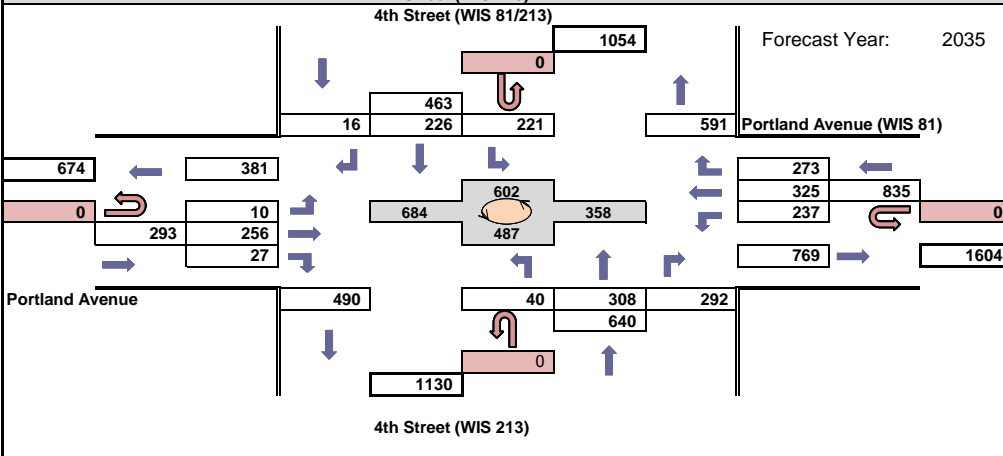 4th Street (WIS 81/213)
1054
Forecast Year: 2035
0
463
16 226 221 591 Portland Avenue (WIS 81)
674 381 273
602
684 358
487
325 835
0 10 237 0
293 256
27 769 1604
Portland Avenue 490 40 308 292
640
0
1130
4th Street (WIS 213)